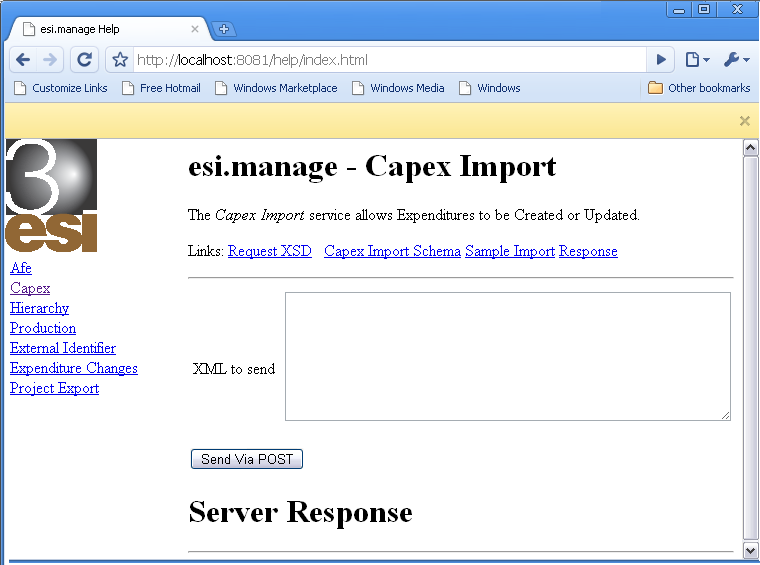 esi.manage Help
http://localhost:8081/help/index.html
Customize Links Free Hotmail Windows Marketplace Windows Media Windows Other bookmarks
3
esi
Afe
Capex
Hierarchy
Production
External Identifier
Expenditure Changes
Project Export
esi.manage - Capex Import
The Capex Import service allows Expenditures to be Created or Updated.
Links: Request XSD Capex Import Schema Sample Import Response
XML to send
Send Via POST
Server Response